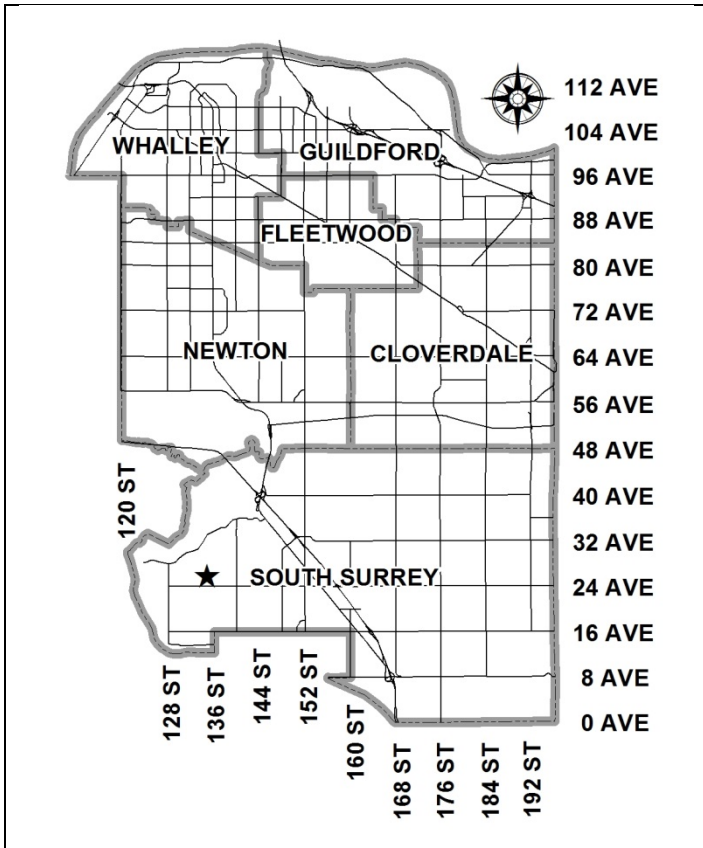 112 AVE
104 AVE
WHALLEY
GUILDFORD
96 AVE
88 AVE
FLEETWOOD
80 AVE
72 AVE
NEWTON
CLOVERDALE
64 AVE
56 AVE
48 AVE
120 ST
40 AVE
32 AVE
SOUTH SURREY
24 AVE
16 AVE
128 ST
136 ST
144 ST
152 ST
160 ST
8 AVE
0 AVE
168 ST
176 ST
184 ST
192 ST